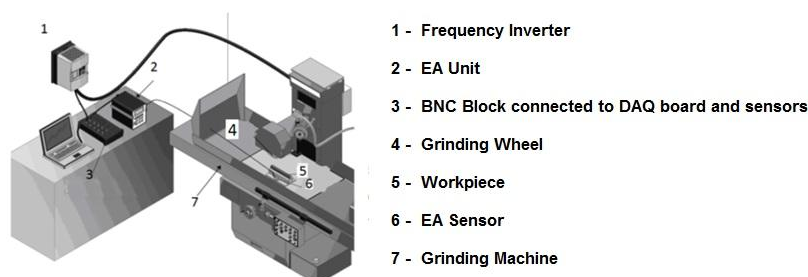 1
2
3
4
5
6
7
1 - Frequency Inverter
2 - EA Unit
3 - BNC Block connected to DAQ board and sensors
4 - Grinding Wheel
5 - Workpiece
6 - EA Sensor
7 - Grinding Machine